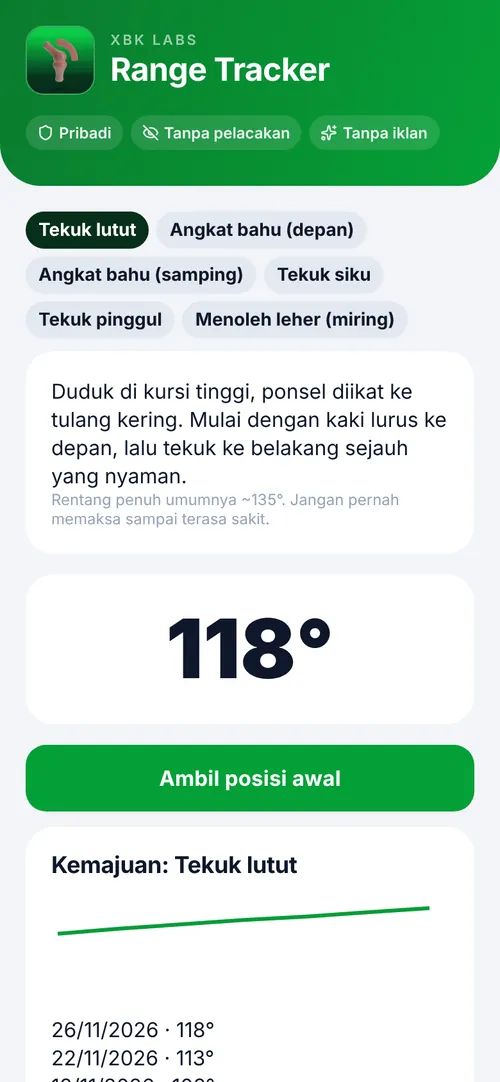 XBK LABS
Range Tracker
Pribadi
Tanpa pelacakan
Tanpa iklan
Tekuk lutut
Angkat bahu (depan)
Angkat bahu (samping)
Tekuk siku
Tekuk pinggul
Menoleh leher (miring)
Duduk di kursi tinggi, ponsel diikat ke
tulang kering. Mulai dengan kaki lurus ke
depan, lalu tekuk ke belakang sejauh
yang nyaman.
Rentang penuh umumnya ~135°. Jangan pernah
memaksa sampai terasa sakit.
118°
Ambil posisi awal
Kemajuan: Tekuk lutut
26/11/2026 · 118°
22/11/2026 · 113°